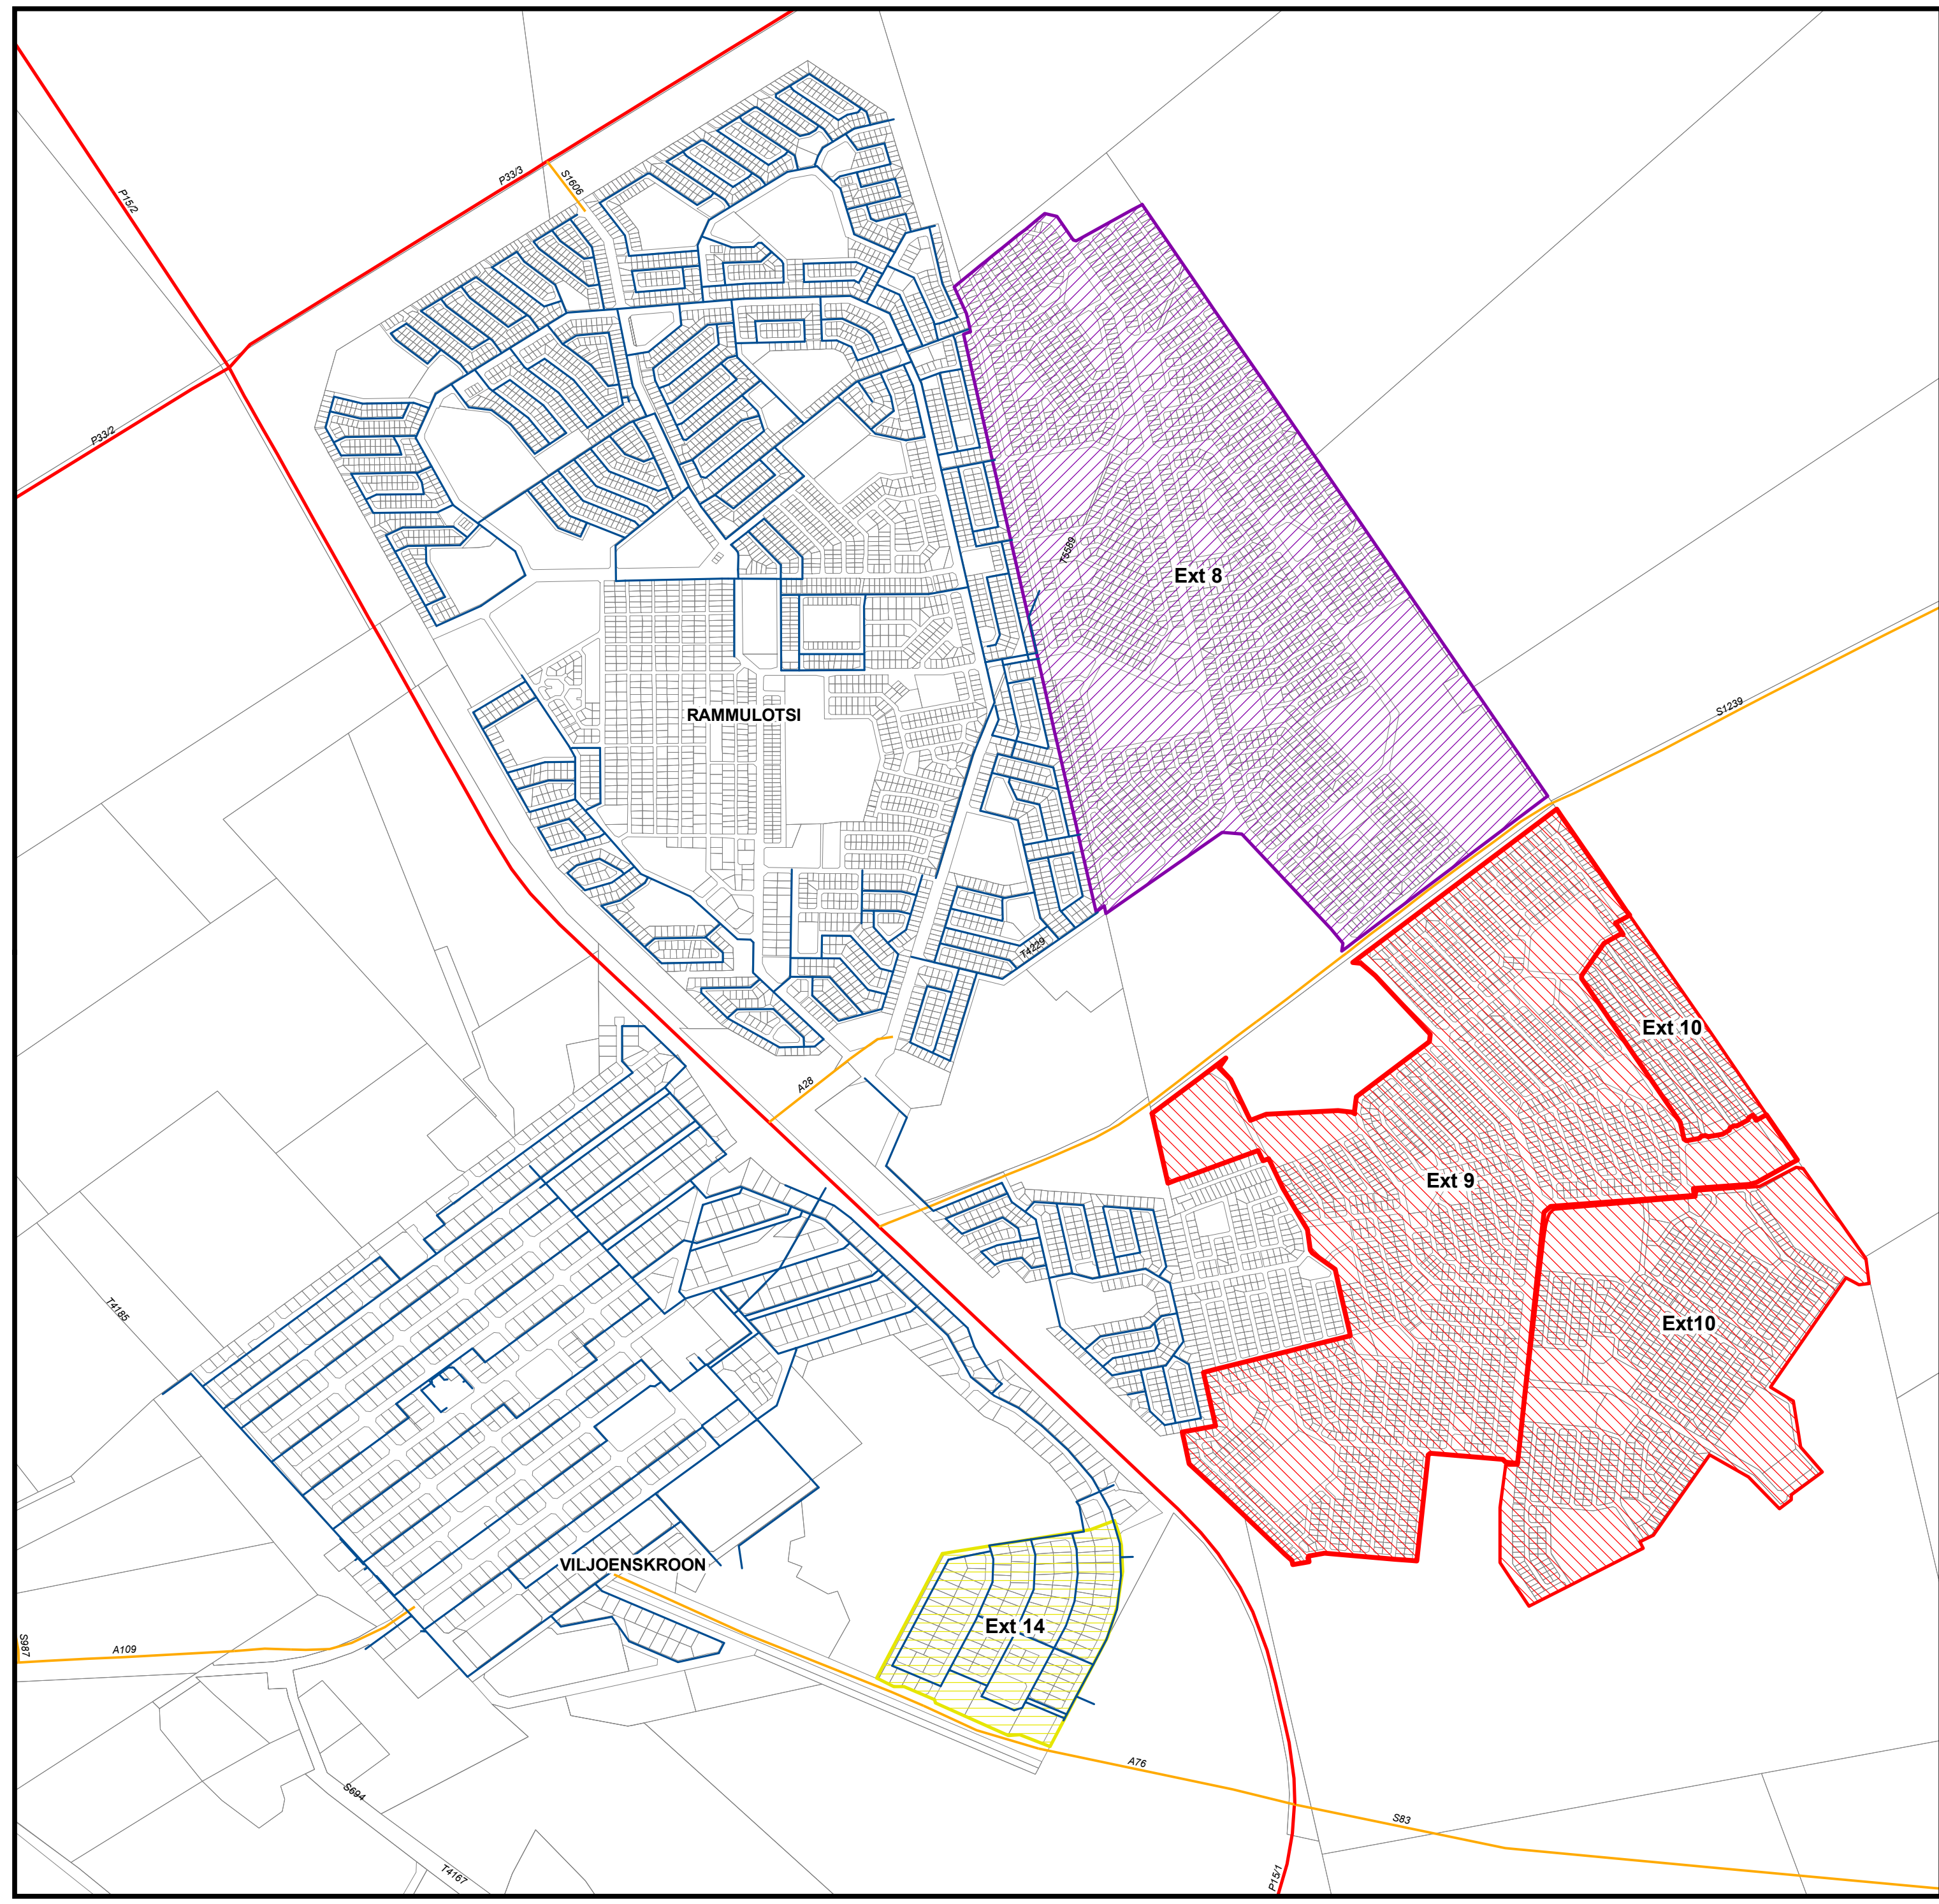 P15/2
P33/3
S1606
P33/2
T5589
Ext 8
RAMMULOTSI
S1239
T4229
Ext 10
A28
Ext 9
T4185
Ext10
VILJOENSKROON
Ext 14
S987
A109
A76
S694
S83
T4167
P15/1